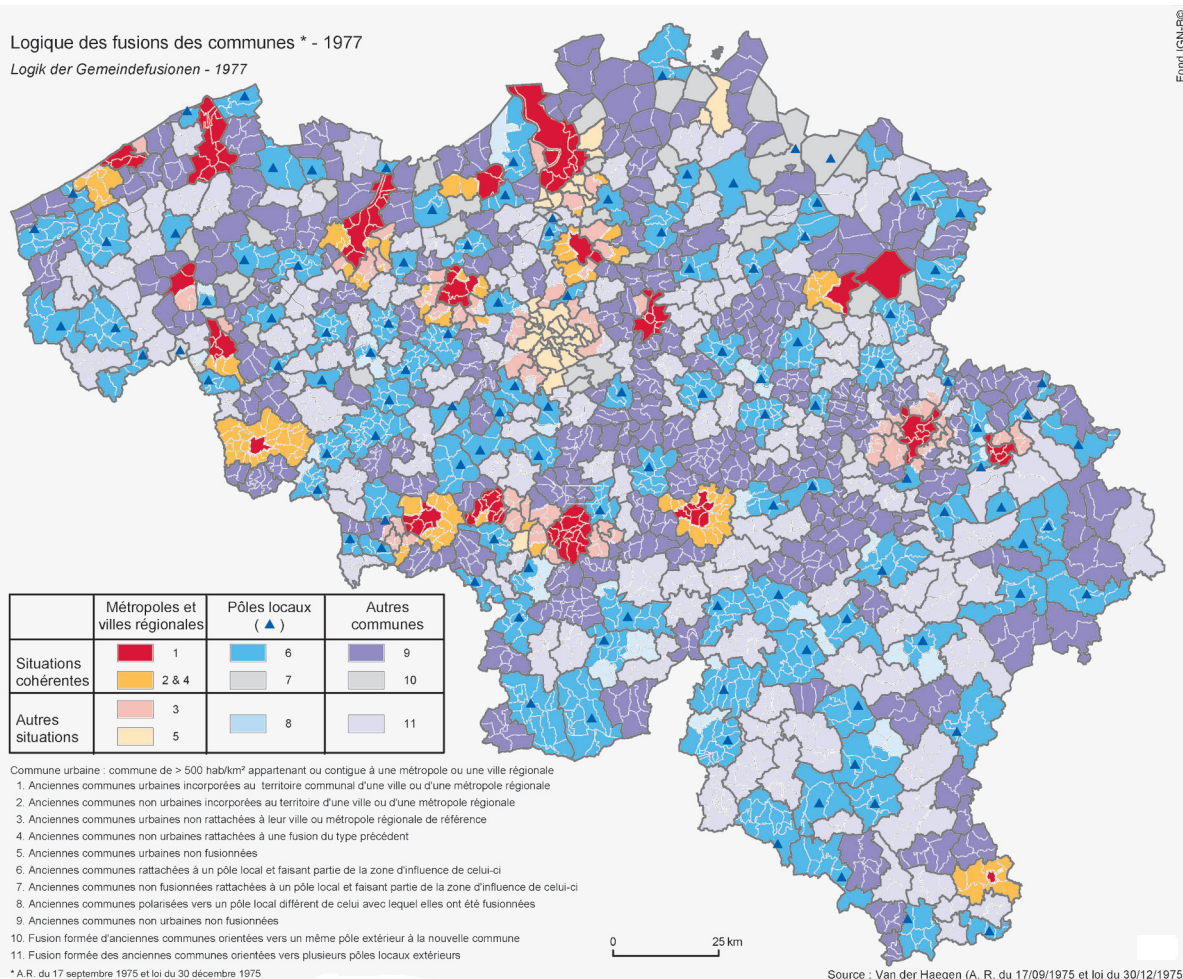 Fond IGN-B©
Logique des fusions des communes * - 1977
Logik der Gemeindefusionen - 1977
Métropoles et villes régionales
Pôles locaux
( ▲ )
Autres communes
Situations cohérentes
1
6
9
2 & 4
7
10
Autres situations
3
8
11
5
Commune urbaine : commune de > 500 hab/km² appartenant ou contigue à une métropole ou une ville régionale
1. Anciennes communes urbaines incorporées au territoire communal d'une ville ou d'une métropole régionale
2. Anciennes communes non urbaines incorporées au territoire d'une ville ou d'une métropole régionale
3. Anciennes communes urbaines non rattachées à leur ville ou métropole régionale de référence
4. Anciennes communes non urbaines rattachées à une fusion du type précédent
5. Anciennes communes urbaines non fusionnées
6. Anciennes communes rattachées à un pôle local et faisant partie de la zone d'influence de celui-ci
7. Anciennes communes non fusionnées rattachées à un pôle local et faisant partie de la zone d'influence de celui-ci
8. Anciennes communes polarisées vers un pôle local différent de celui avec lequel elles ont été fusionnées
9. Anciennes communes non urbaines non fusionnées
10. Fusion formée d'anciennes communes orientées vers un même pôle extérieur à la nouvelle commune
11. Fusion formée des anciennes communes orientées vers plusieurs pôles locaux extérieurs
* A.R. du 17 septembre 1975 et loi du 30 décembre 1975
0 25 km
Source : Van der Haegen (A. R. du 17/09/1975 et loi du 30/12/1975